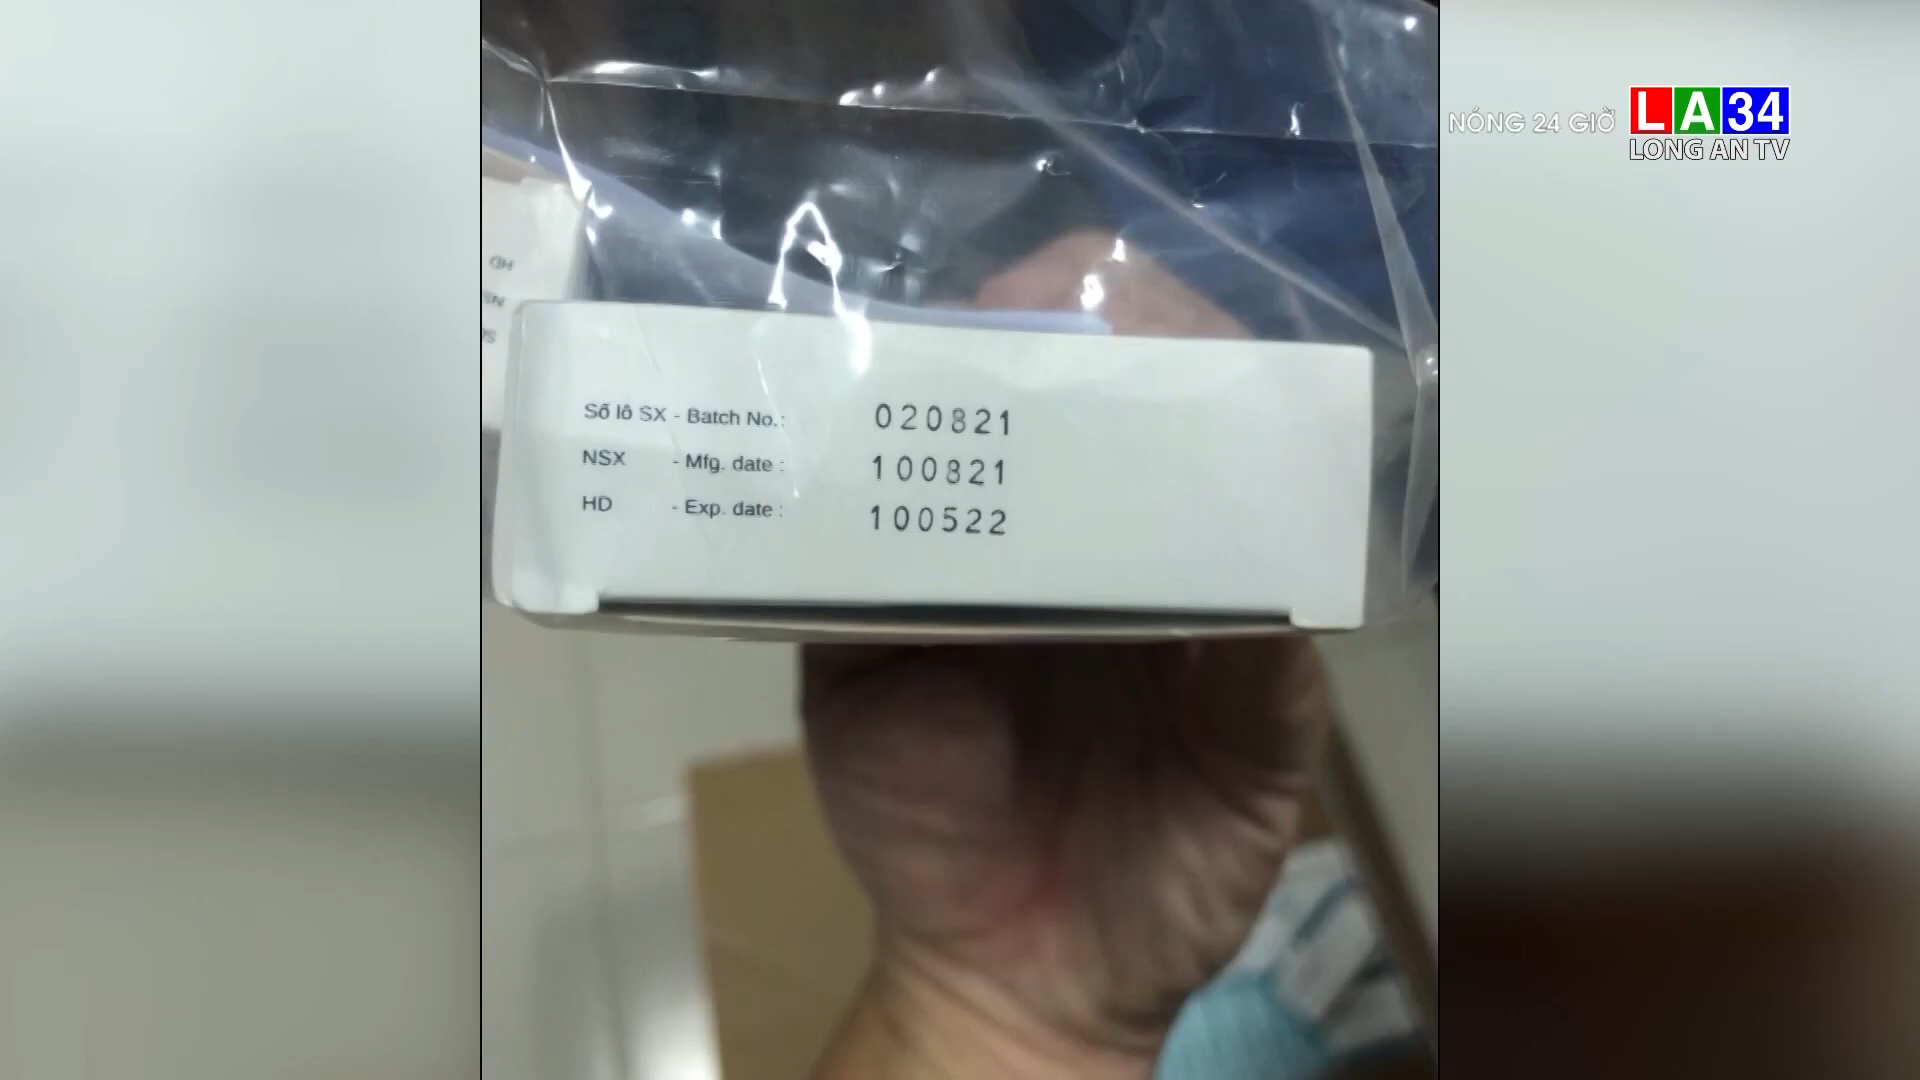 NÓNG 24 GIỜ
LA34
LONG AN TV
HD
Số lô SX - Batch No.: 020821
NSX - Mfg. date : 100821
HD - Exp. date : 100522